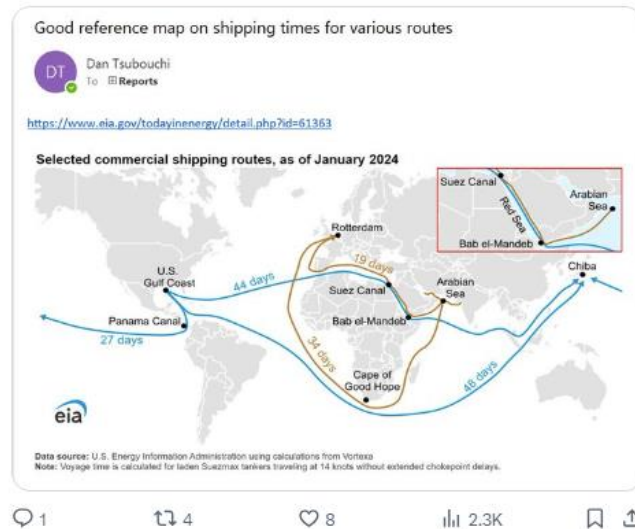 Good reference map on shipping times for various routes
DT
Dan Tsubouchi
To Reports
https://www.eia.gov/todayinenergy/detail.php?id=61363
Selected commercial shipping routes, as of January 2024
Suez Canal
Arabian
Sea
Red Sea
Bab el-Mandeb
Rotterdam
19 days
U.S.
Gulf Coast
44 days
Suez Canal
Arabian
Sea
Chiba
Panama Canal
Bab el-Mandeb
27 days
34 days
46 days
Cape of
Good Hope
eia
Data source: U.S. Energy Information Administration using calculations from Vortexa
Note: Voyage time is calculated for laden Suezmax tankers traveling at 14 knots without extended chokepoint delays.
1 4 8 2.3K